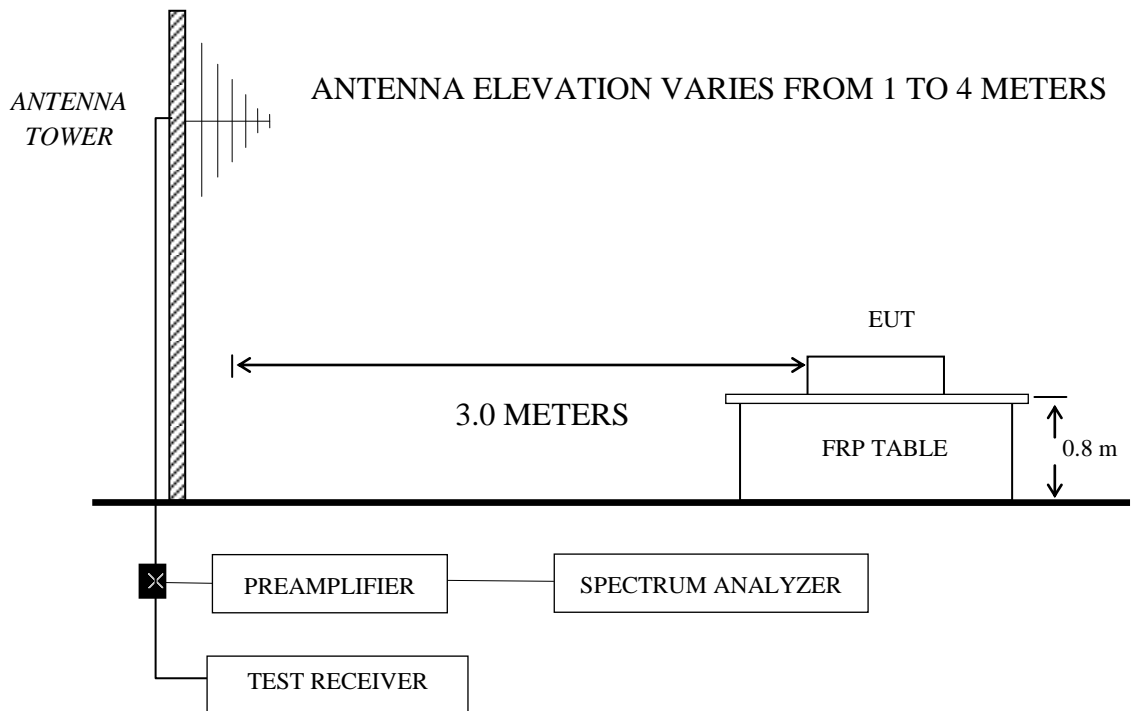 ANTENNA
TOWER
ANTENNA ELEVATION VARIES FROM 1 TO 4 METERS
EUT
3.0 METERS
FRP TABLE
0.8 m
PREAMPLIFIER
SPECTRUM ANALYZER
TEST RECEIVER